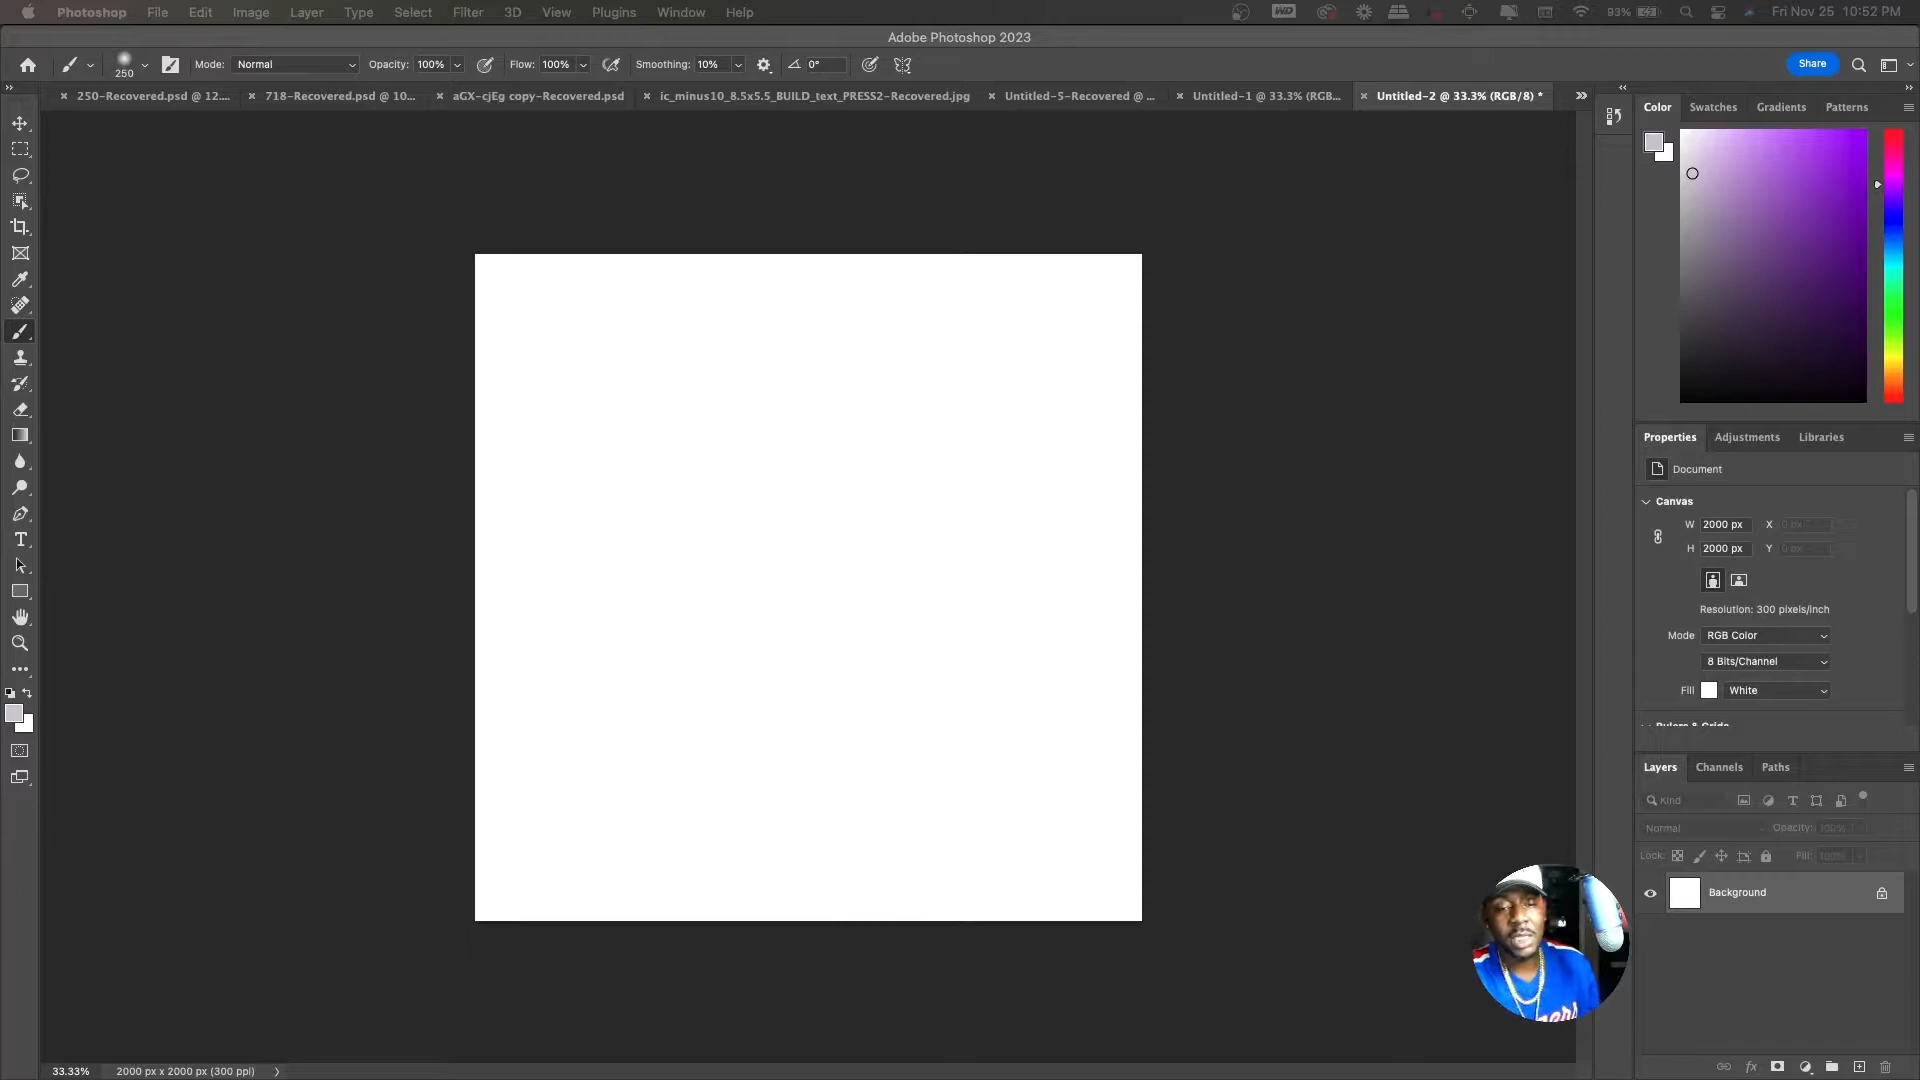 Photoshop File Edit Image Layer Type Select Filter 3D View Plugins Window Help 93% Fri Nov 25 10:52 PM
Adobe Photoshop 2023
250 Mode: Normal Opacity: 100% Flow: 100% Smoothing: 10% 0° Share
250-Recovered.psd @ 12.... 718-Recovered.psd @ 10... aGX-cjEg copy-Recovered.psd ic_minus10_8.5x5.5_BUILD_text_PRESS2-Recovered.jpg Untitled-5-Recovered @ ... Untitled-1 @ 33.3% (RGB... Untitled-2 @ 33.3% (RGB/8) *
Color Swatches Gradients Patterns
Properties Adjustments Libraries
Document
Canvas
W 2000 px X 0 px
H 2000 px Y 0 px
Resolution: 300 pixels/inch
Mode RGB Color
8 Bits/Channel
Fill White
Rulers & Grids
Layers Channels Paths
Kind
Normal Opacity: 100%
Lock: Fill: 100%
Background
33.33% 2000 px x 2000 px (300 ppi)